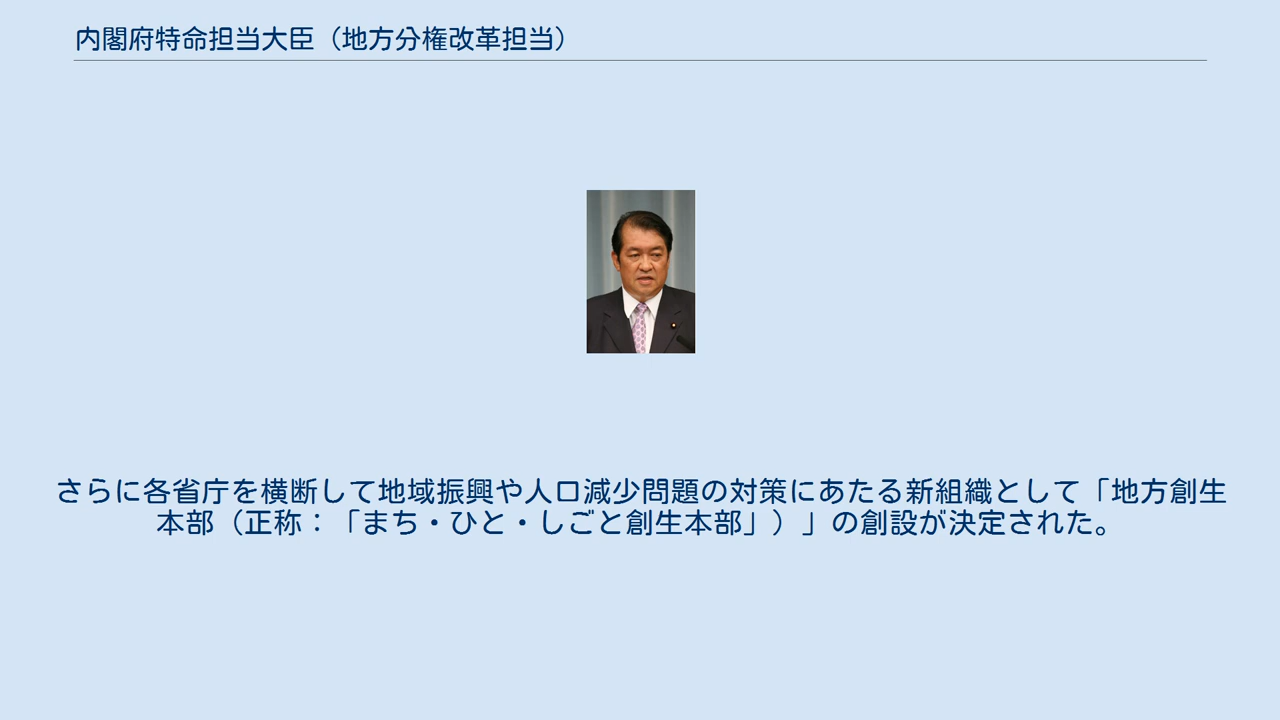 内閣府特命担当大臣（地方分権改革担当）
さらに各省庁を横断して地域振興や人口減少問題の対策にあたる新組織として「地方創生
本部（正称：「まち・ひと・しごと創生本部」）」の創設が決定された。